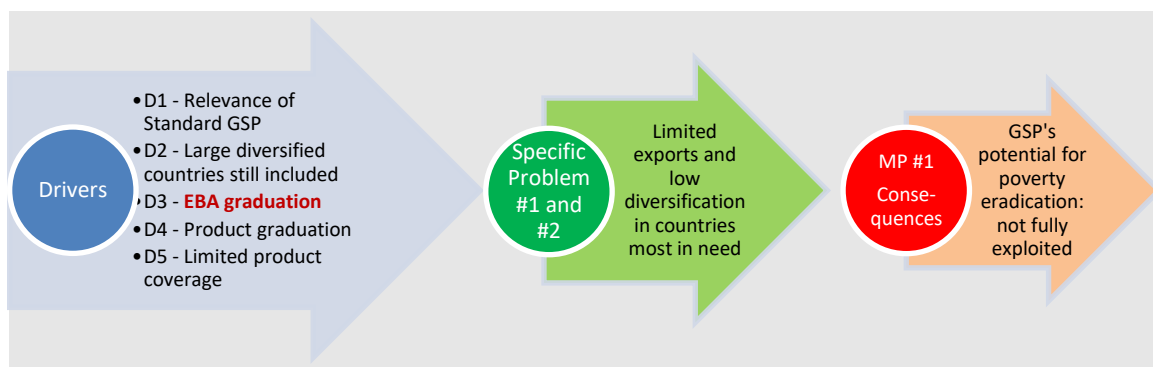 Drivers
•D1 - Relevance of
Standard GSP
•D2 - Large diversified
countries still included
•D3 - EBA graduation
•D4 - Product graduation
•D5 - Limited product
coverage
Specific
Problem
#1 and
#2
Limited
exports and
low
diversification
in countries
most in need
MP #1
Conse-
quences
GSP's
potential for
poverty
eradication:
not fully
exploited